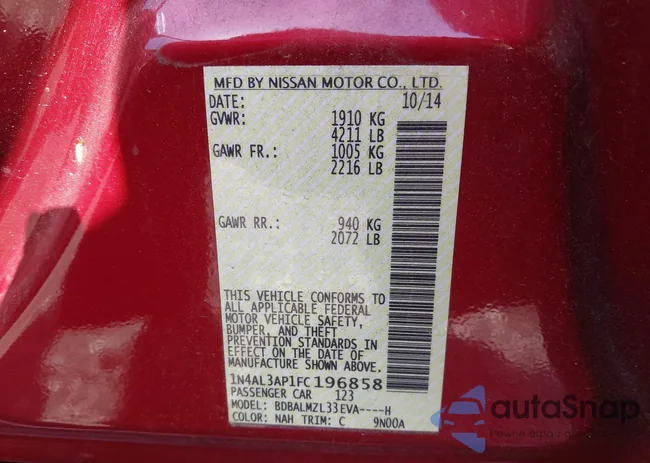 MFD BY NISSAN MOTOR CO., LTD.
DATE: 10/14
GVWR: 1910 KG
4211 LB
GAWR FR.: 1005 KG
2216 LB
GAWR RR.: 940 KG
2072 LB
THIS VEHICLE CONFORMS TO
ALL APPLICABLE FEDERAL
MOTOR VEHICLE SAFETY,
BUMPER, AND THEFT
PREVENTION STANDARDS IN
EFFECT ON THE DATE OF
MANUFACTURE SHOWN ABOVE.
1N4AL3AP1FC196858
PASSENGER CAR 123
MODEL: BDBALMZL33EVA----H
COLOR: NAH TRIM: C 9N00A
autoSnap
Pewne auto